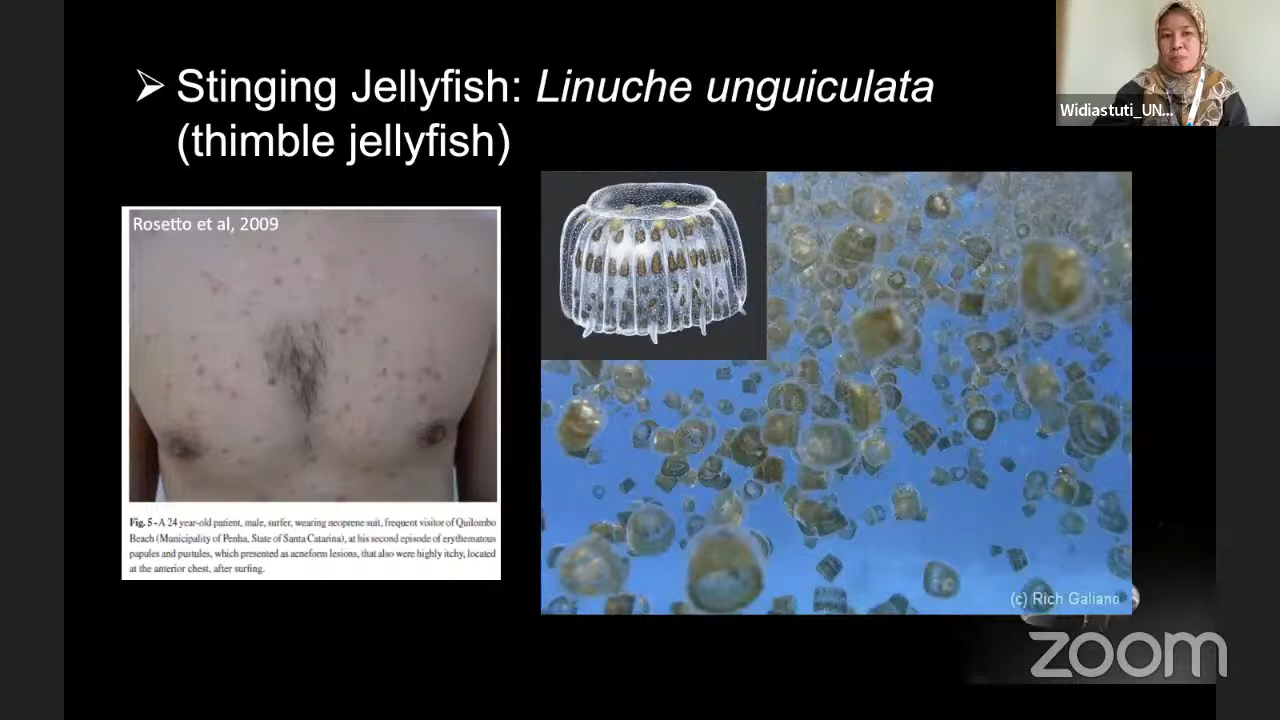 ➢ Stinging Jellyfish: Linuche unguiculata
(thimble jellyfish)
Widiastuti_UN...
Rosetto et al, 2009
Fig. 5 - A 24 year-old patient, male, surfer, wearing neoprene suit, frequent visitor of Quilombo
Beach (Municipality of Penha, State of Santa Catarina), at his second episode of erythematous
papules and pustules, which presented as acneform lesions, that also were highly itchy, located
at the anterior chest, after surfing.
(c) Rich Galiano
zoom